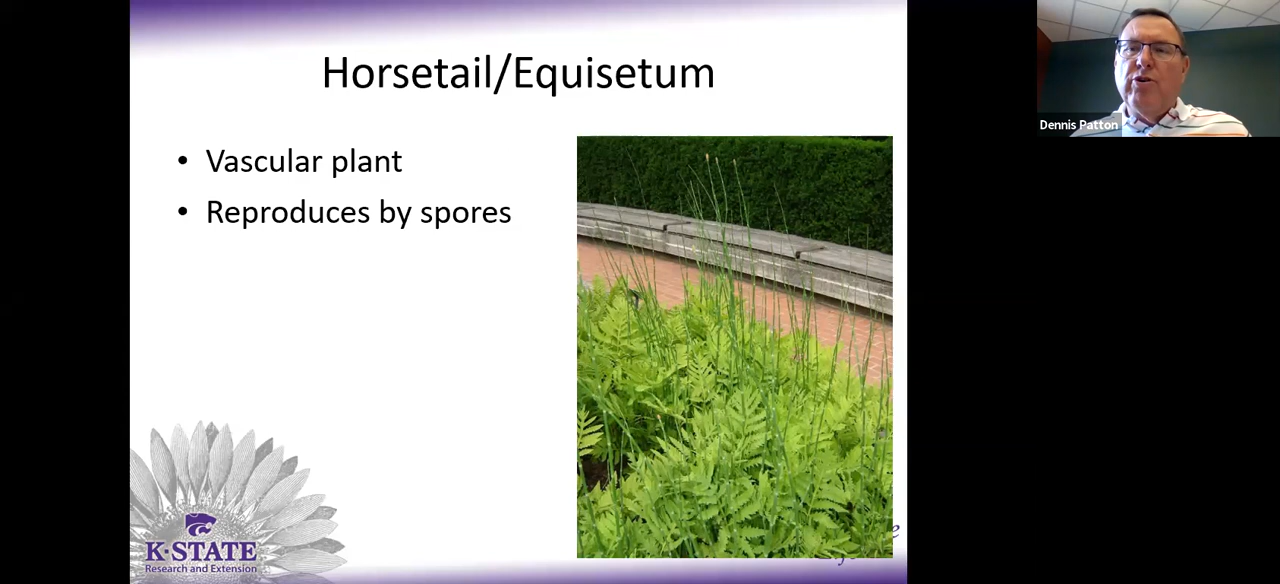 Horsetail/Equisetum
Dennis Patton
• Vascular plant
• Reproduces by spores
K-STATE
Research and Extension